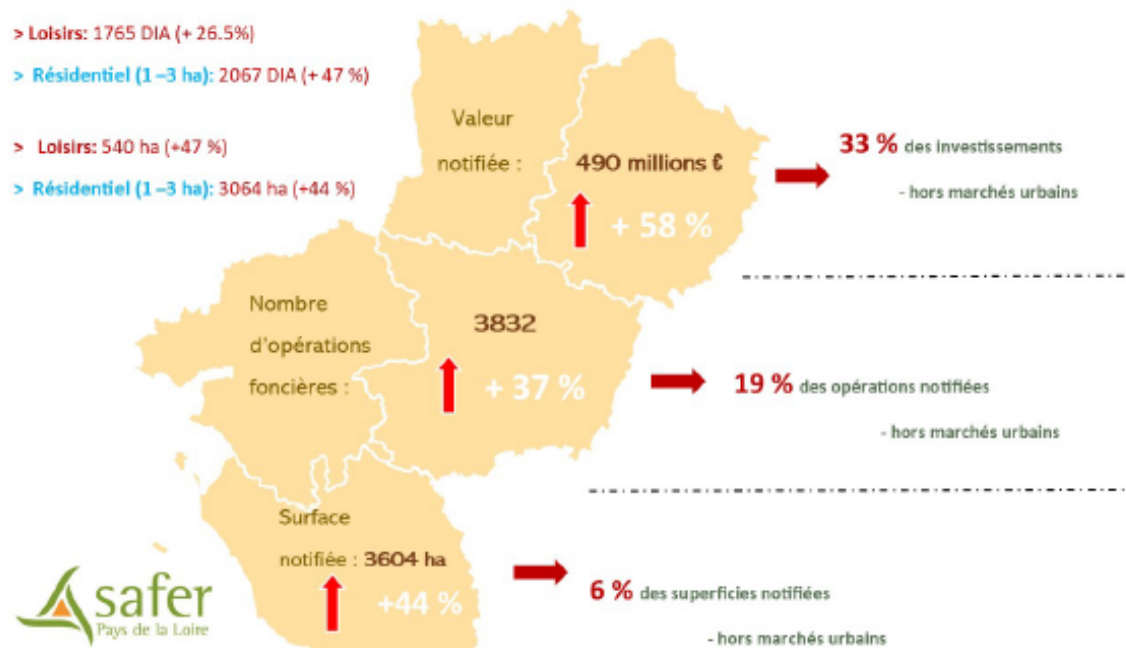 > Loisirs: 1765 DIA (+ 26.5%)
> Résidentiel (1 –3 ha): 2067 DIA (+ 47 %)
> Loisirs: 540 ha (+47 %)
> Résidentiel (1 –3 ha): 3064 ha (+44 %)
Valeur
notifiée :
490 millions €
+ 58 %
33 % des investissements
- hors marchés urbains
Nombre
d'opérations
foncières :
3832
+ 37 %
19 % des opérations notifiées
- hors marchés urbains
Surface
notifiée : 3604 ha
+44 %
6 % des superficies notifiées
- hors marchés urbains
safer
Pays de la Loire